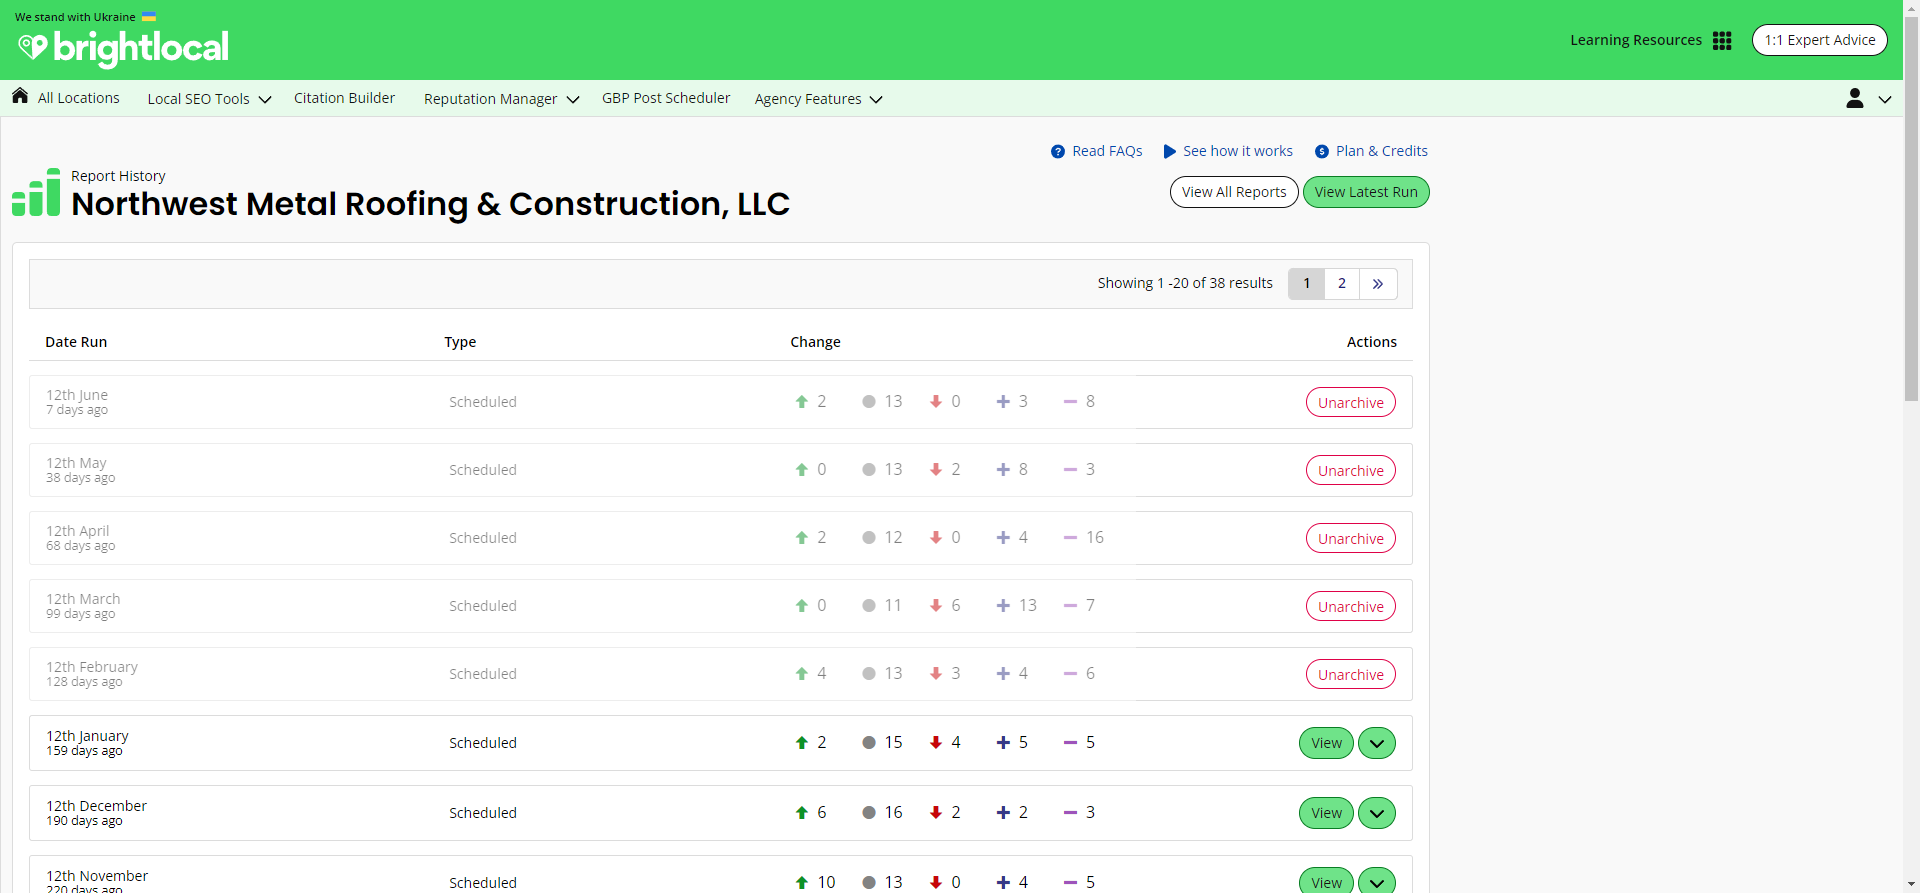 We stand with Ukraine
brightlocal
Learning Resources
1:1 Expert Advice
All Locations Local SEO Tools Citation Builder Reputation Manager GBP Post Scheduler Agency Features
Read FAQs See how it works Plan & Credits
Report History
Northwest Metal Roofing & Construction, LLC
View All Reports View Latest Run
Showing 1 -20 of 38 results 1 2 »
Date Run Type Change Actions
12th June
7 days ago
Scheduled 2 13 0 3 8 Unarchive
12th May
38 days ago
Scheduled 0 13 2 8 3 Unarchive
12th April
68 days ago
Scheduled 2 12 0 4 16 Unarchive
12th March
99 days ago
Scheduled 0 11 6 13 7 Unarchive
12th February
128 days ago
Scheduled 4 13 3 4 6 Unarchive
12th January
159 days ago
Scheduled 2 15 4 5 5 View
12th December
190 days ago
Scheduled 6 16 2 2 3 View
12th November
220 days ago
Scheduled 10 13 0 4 5 View